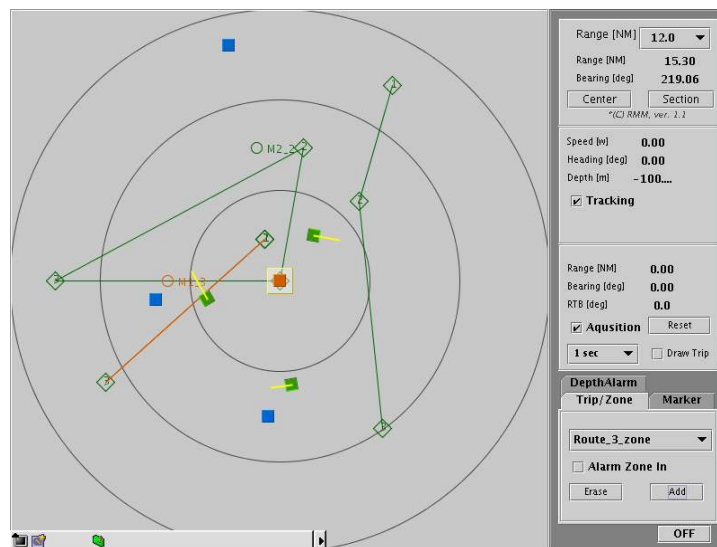 Range [NM] 12.0
Range [NM] 15.30
Bearing [deg] 219.06
Center Section
*(C) RMM, ver. 1.1
Speed [w] 0.00
Heading [deg] 0.00
Depth [m] -100....
Tracking
Range [NM] 0.00
Bearing [deg] 0.00
RTB [deg] 0.0
Aqusition Reset
1 sec Draw Trip
DepthAlarm
Trip/Zone Marker
Route_3_zone
Alarm Zone In
Erase Add
OFF
1
M2_2
2
3